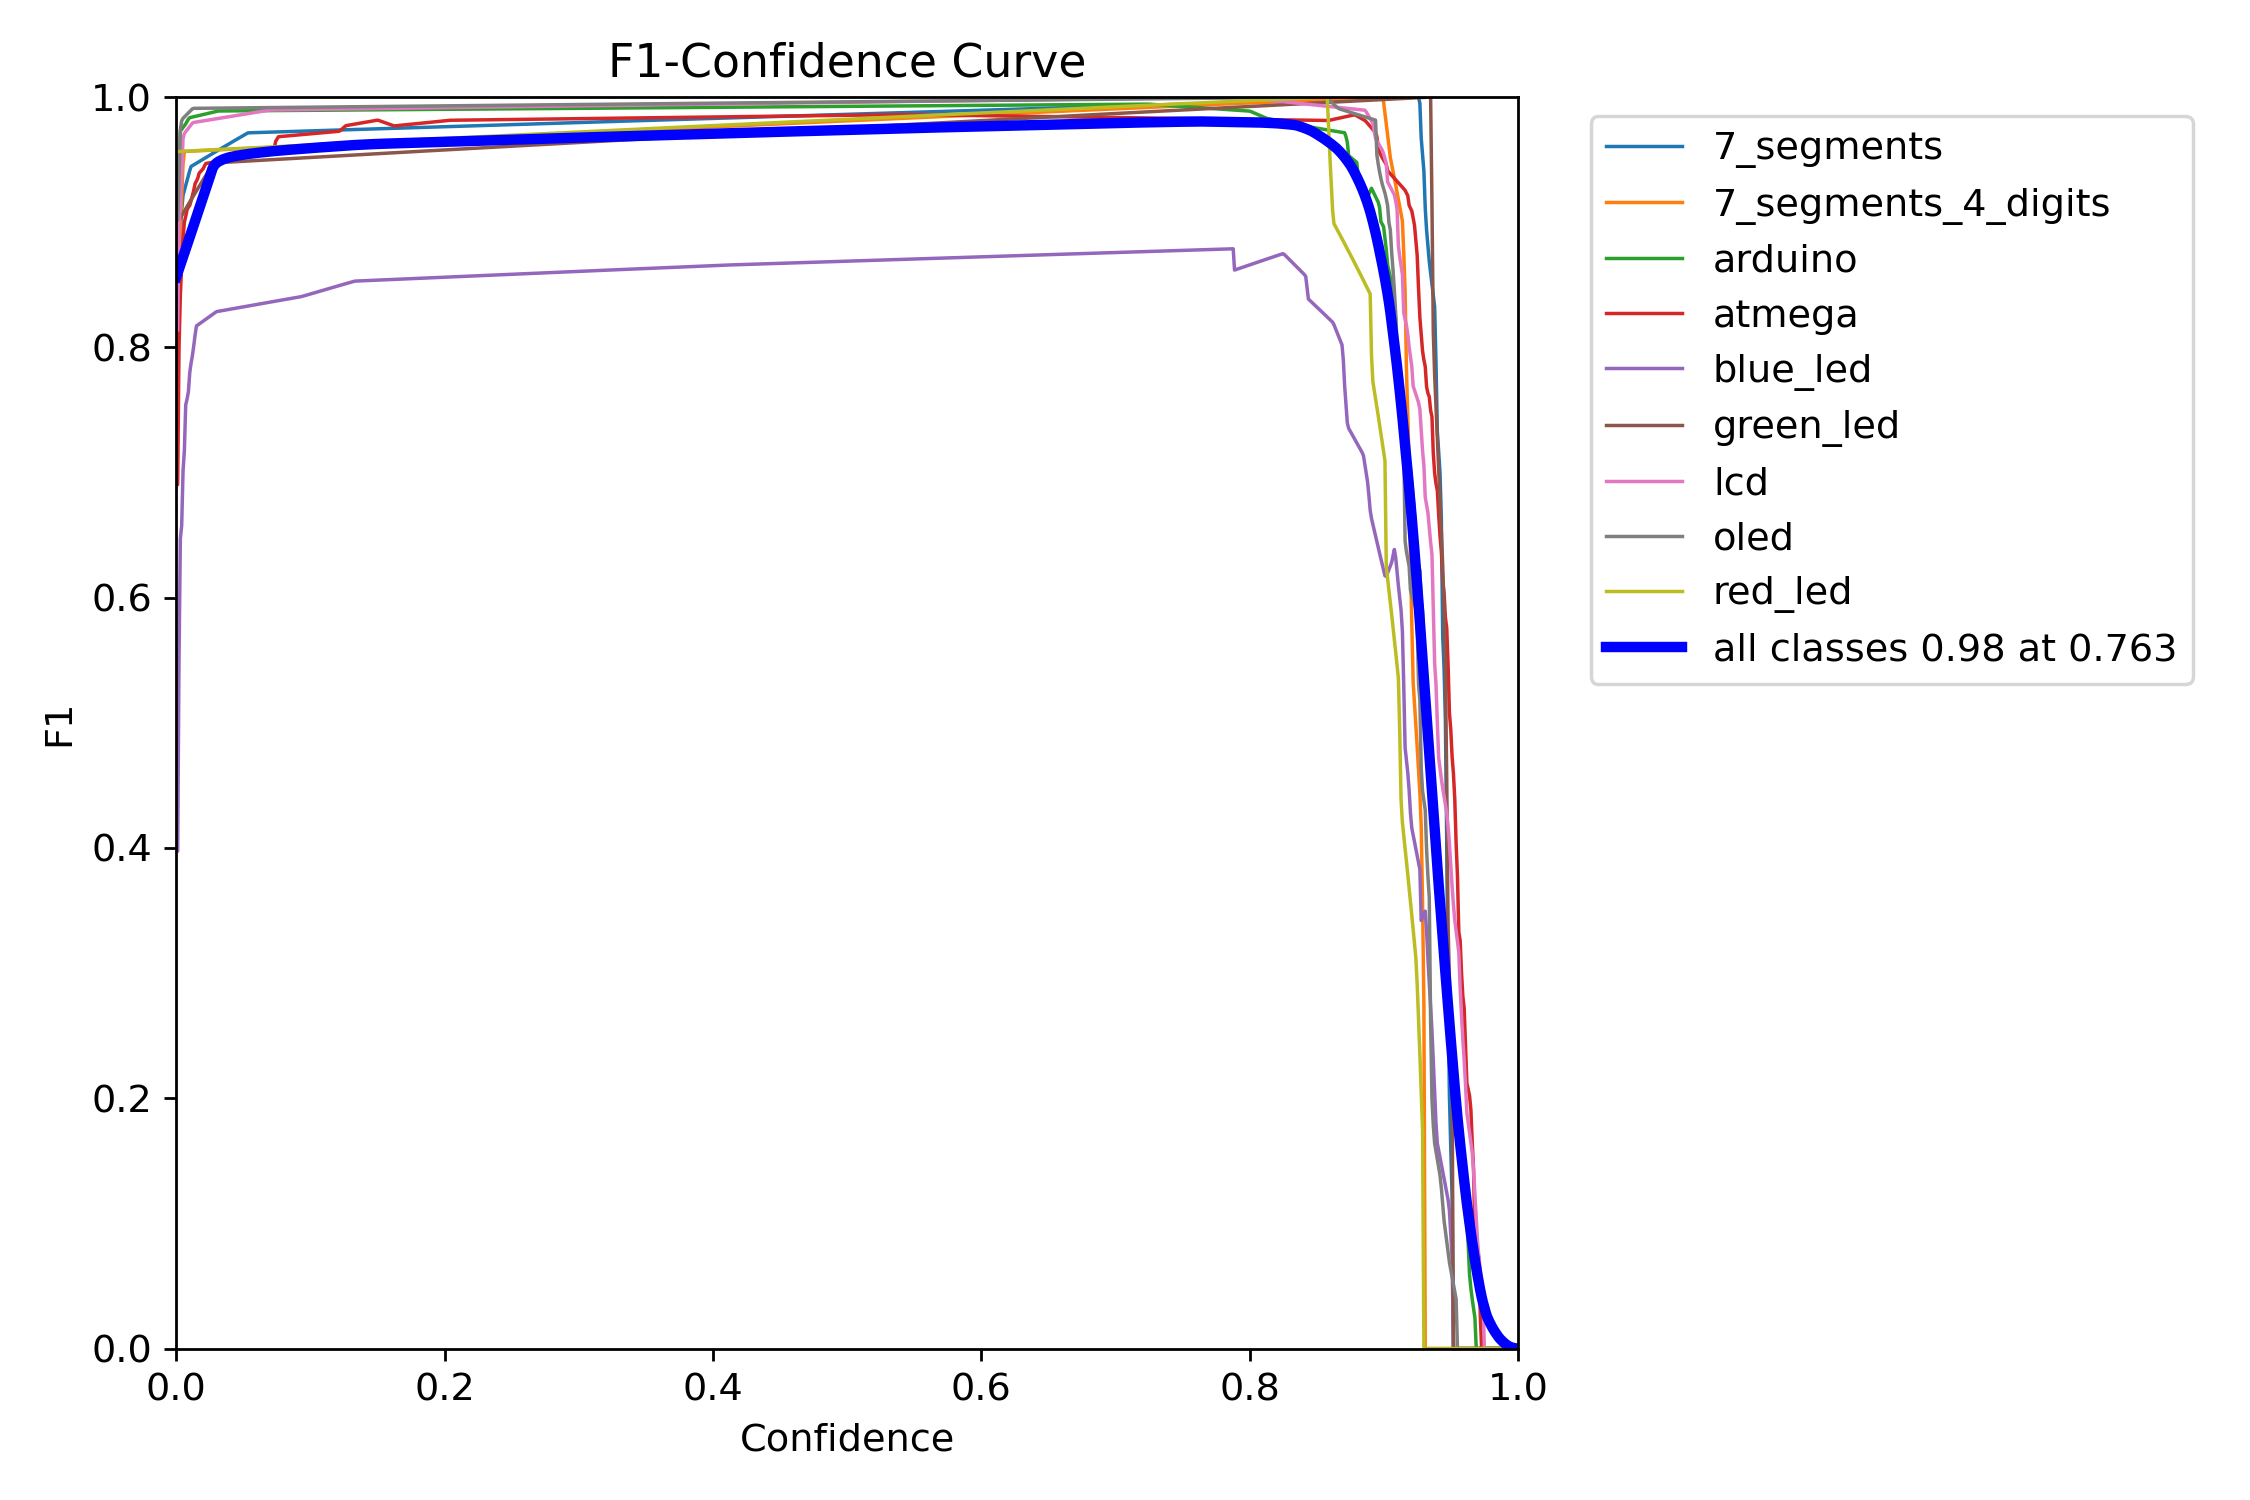 F1-Confidence Curve
1.0
0.8
0.6
0.4
0.2
0.0
F1
0.0 0.2 0.4 0.6 0.8 1.0
Confidence
7_segments
7_segments_4_digits
arduino
atmega
blue_led
green_led
lcd
oled
red_led
all classes 0.98 at 0.763